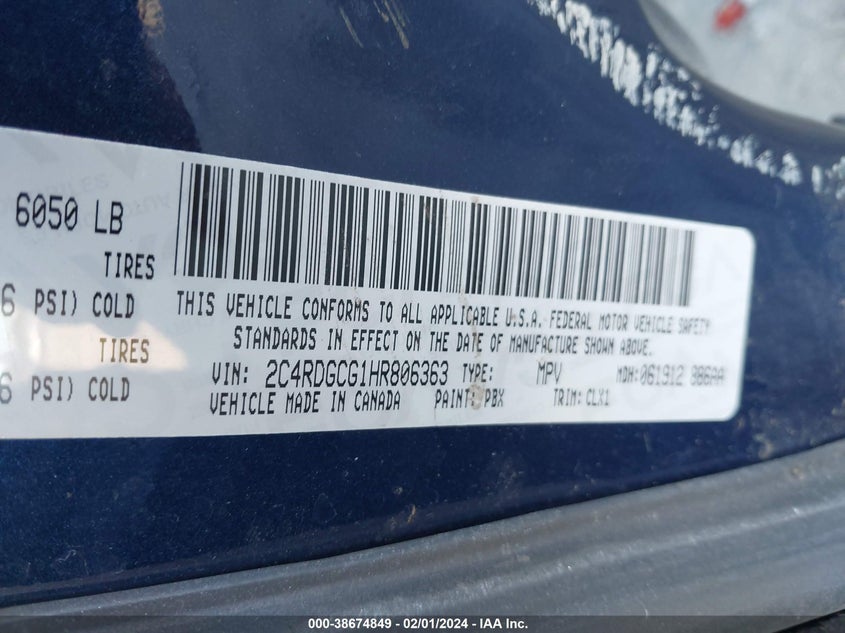 6050 LB
TIRES
6 PSI) COLD
TIRES
6 PSI) COLD
THIS VEHICLE CONFORMS TO ALL APPLICABLE U.S.A. FEDERAL MOTOR VEHICLE SAFETY
STANDARDS IN EFFECT ON THE DATE OF MANUFACTURE SHOWN ABOVE.
VIN: 2C4RDGCG1HR806363 TYPE: MPV MDH: 061912 086AA
VEHICLE MADE IN CANADA PAINT: PBX TRIM: CLX1
000-38674849 - 02/01/2024 - IAA Inc.